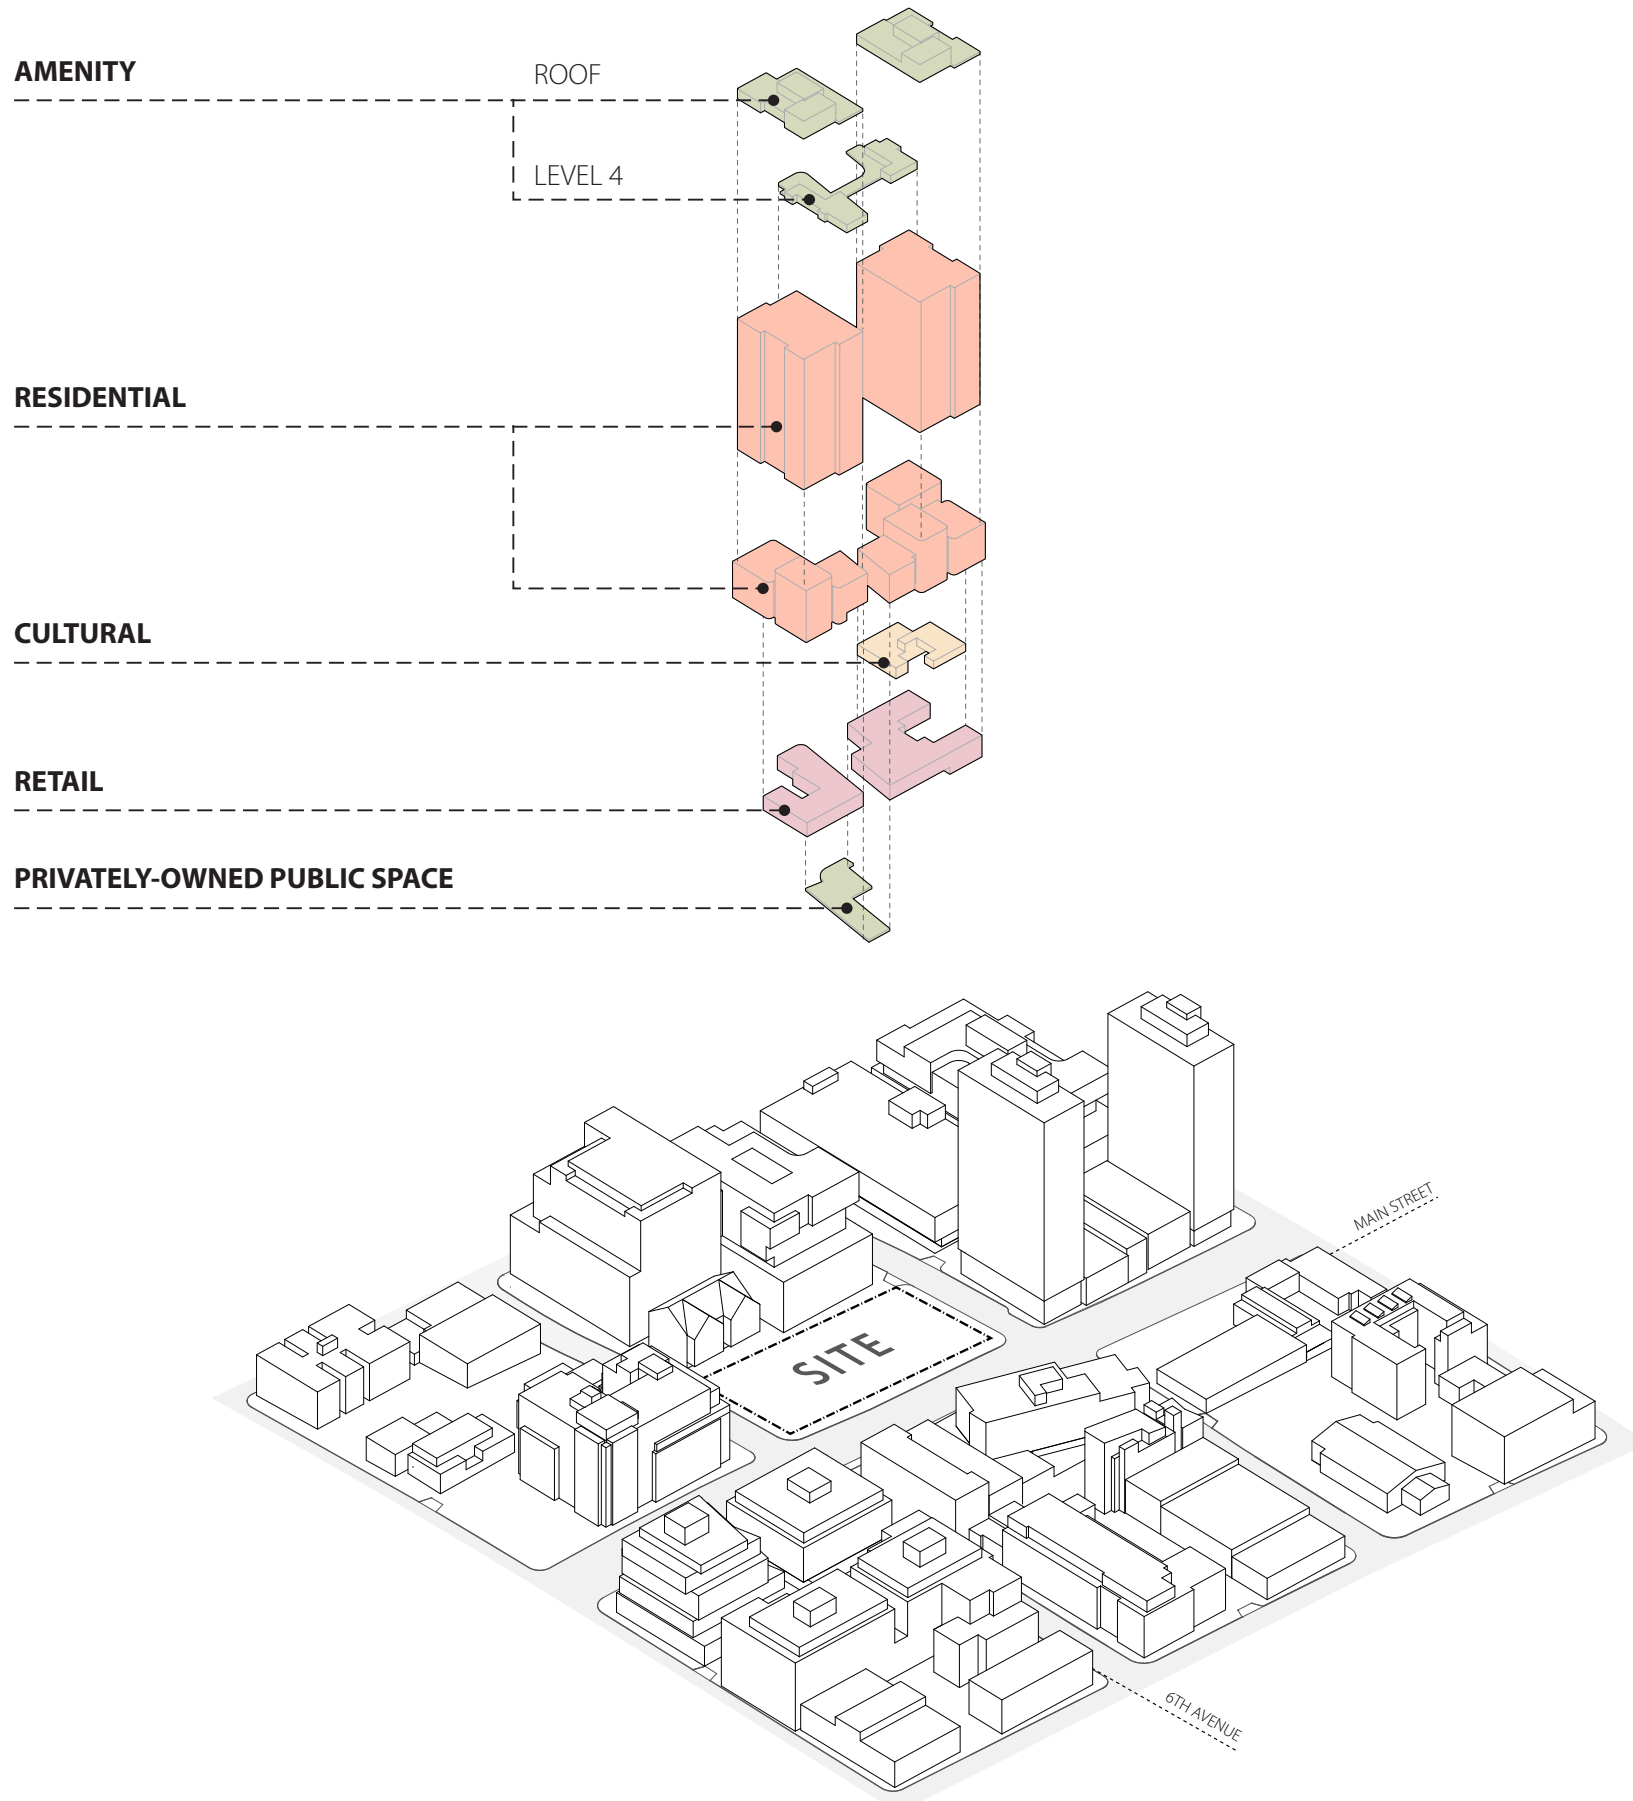 AMENITY
ROOF
LEVEL 4
RESIDENTIAL
CULTURAL
RETAIL
PRIVATELY-OWNED PUBLIC SPACE
MAIN STREET
SITE
6TH AVENUE